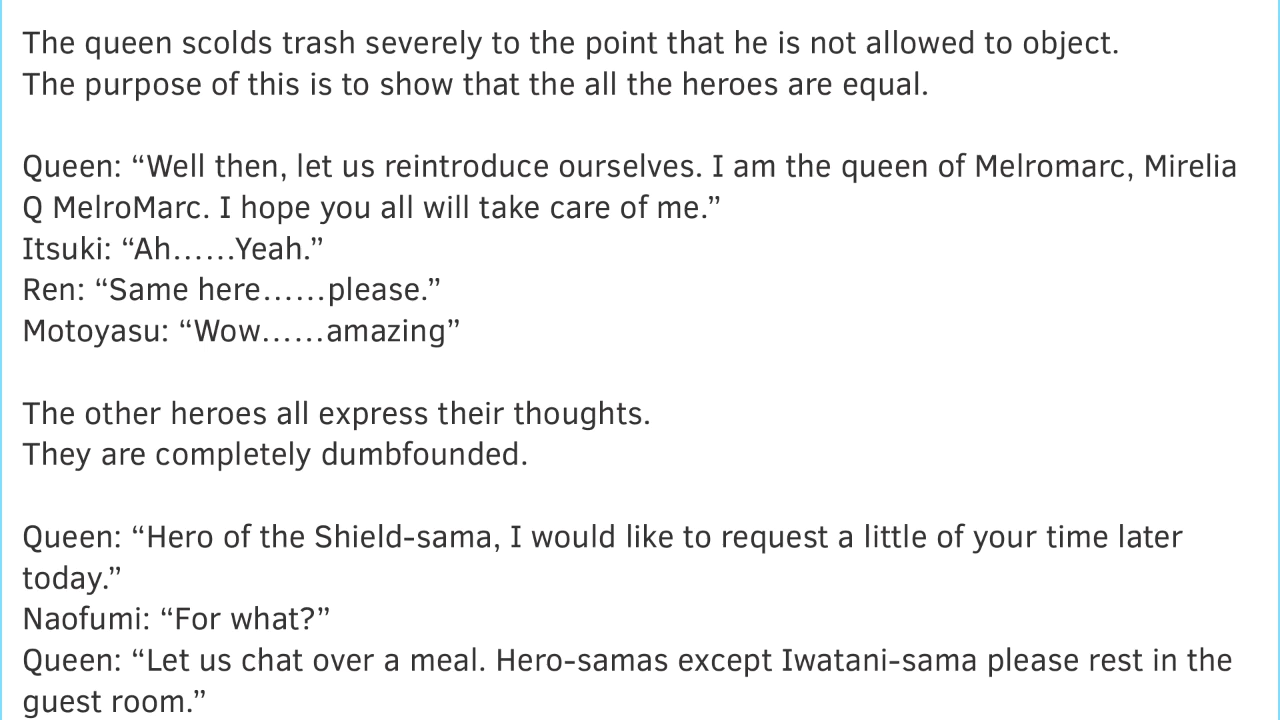 The queen scolds trash severely to the point that he is not allowed to object.
The purpose of this is to show that the all the heroes are equal.
Queen: “Well then, let us reintroduce ourselves. I am the queen of Melromarc, Mirelia
Q MelroMarc. I hope you all will take care of me.”
Itsuki: “Ah……Yeah.”
Ren: “Same here……please.”
Motoyasu: “Wow……amazing”
The other heroes all express their thoughts.
They are completely dumbfounded.
Queen: “Hero of the Shield-sama, I would like to request a little of your time later
today.”
Naofumi: “For what?”
Queen: “Let us chat over a meal. Hero-samas except Iwatani-sama please rest in the
guest room.”